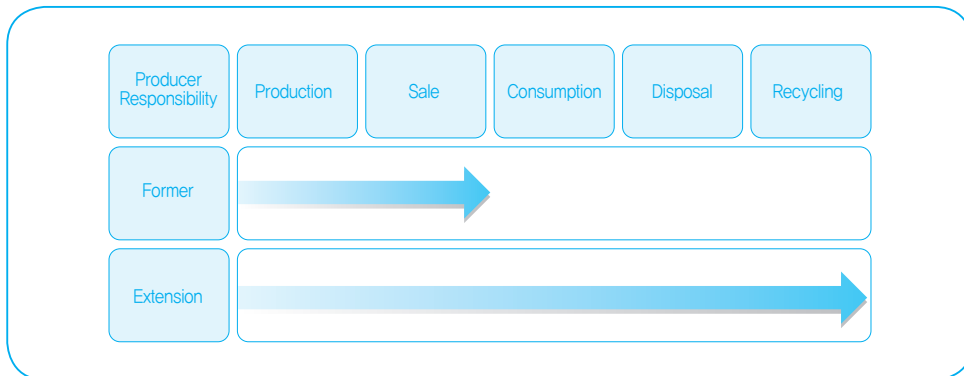 Producer
Responsibility
Production
Sale
Consumption
Disposal
Recycling
Former
Extension